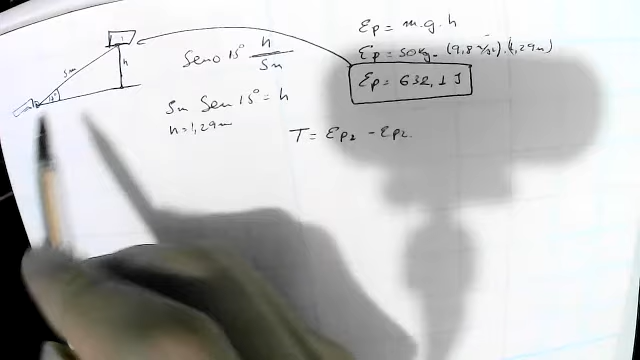 5m
h
15°
Seno 15° h
5m
5m Sen 15° = h
h = 1,29m
Ep = m.g.h
Ep = 50kg. (9,8 m/s²).(1,29m)
Ep = 632,1 J
T = Ep2 - Ep2.